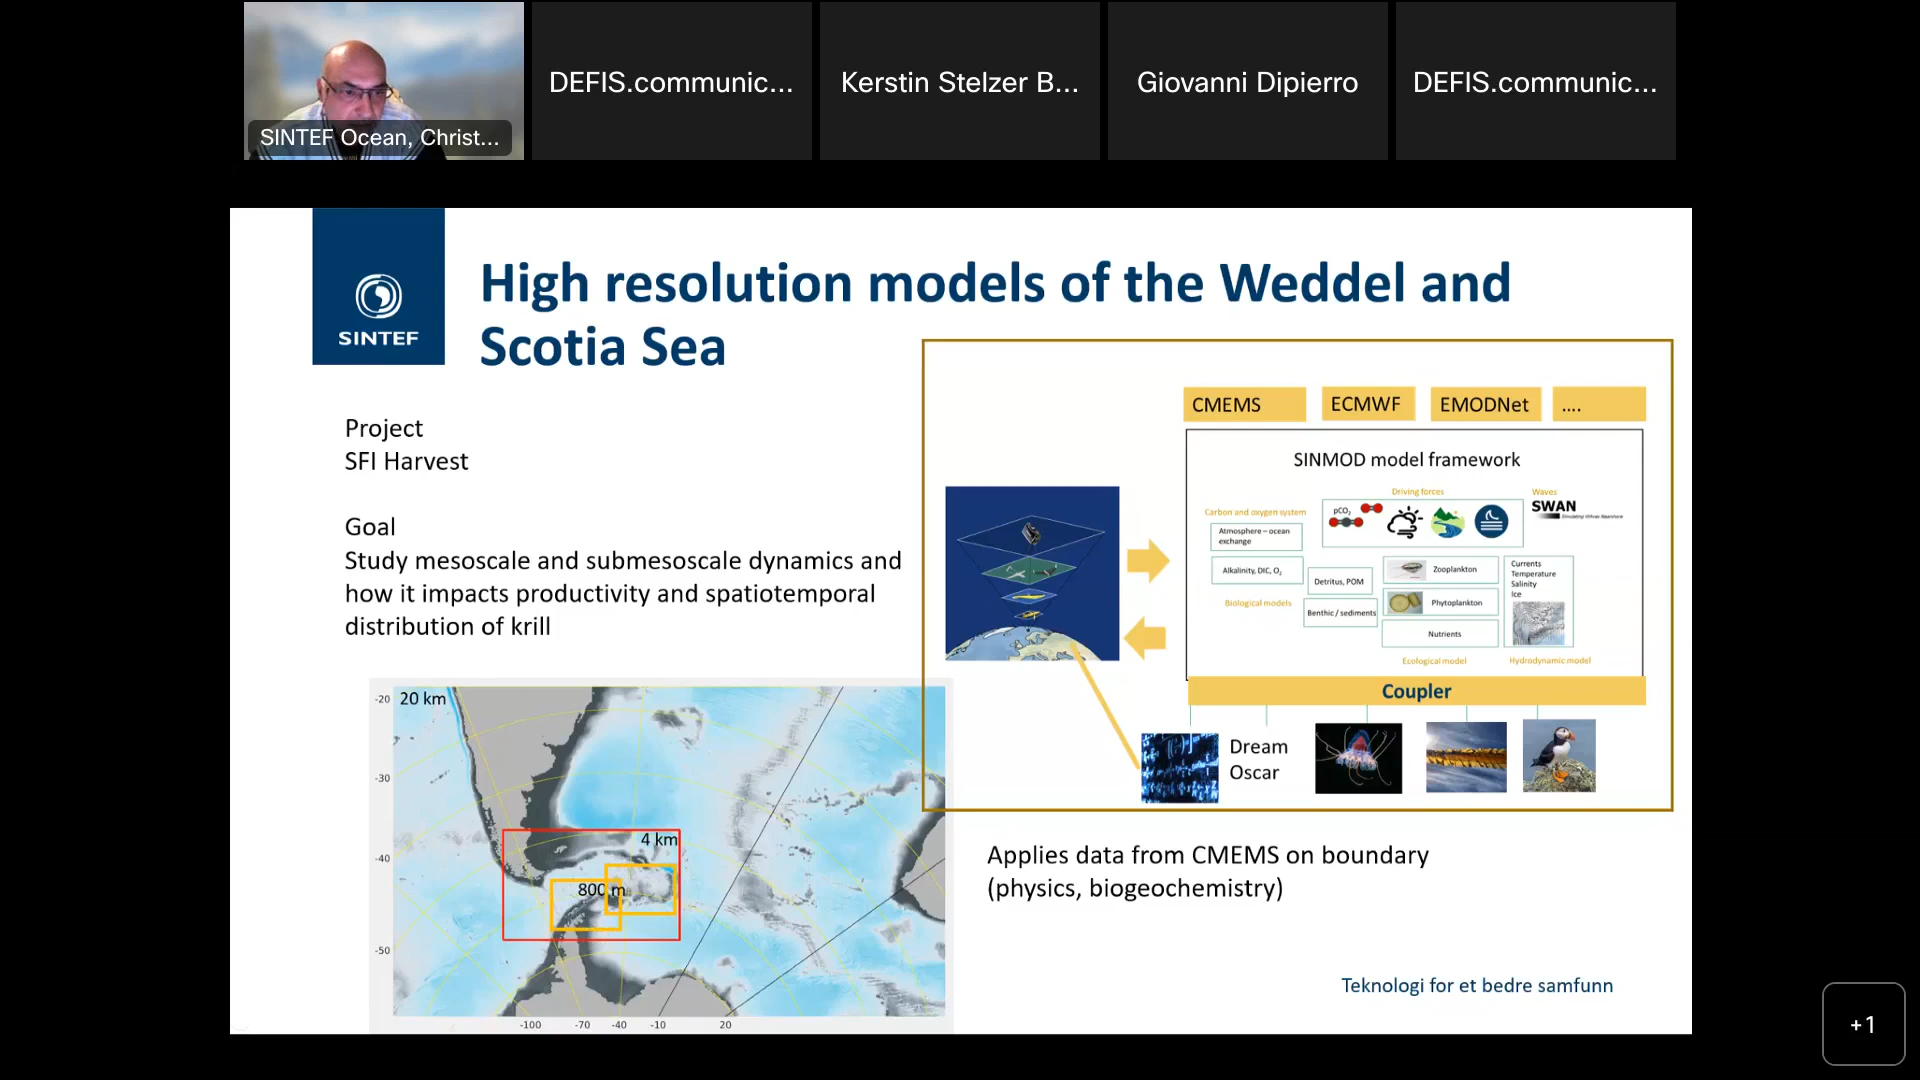 SINTEF Ocean, Christ...
DEFIS.communic...
Kerstin Stelzer B...
Giovanni Dipierro
DEFIS.communic...
SINTEF
High resolution models of the Weddel and
Scotia Sea
Project
SFI Harvest
Goal
Study mesoscale and submesoscale dynamics and
how it impacts productivity and spatiotemporal
distribution of krill
CMEMS
ECMWF
EMODNet
....
SINMOD model framework
Driving forces
Waves
SWAN
Carbon and oxygen system
pCO2
Atmosphere – ocean
exchange
Alkalinity, DIC, O2
Biological models
Detritus, POM
Benthic / sediments
Zooplankton
Phytoplankton
Nutrients
Ecological model
Currents
Temperature
Salinity
Ice
Hydrodynamic model
Coupler
Dream
Oscar
20 km
4 km
800 m
-20
-30
-40
-50
-100
-70
-40
-10
20
Applies data from CMEMS on boundary
(physics, biogeochemistry)
Teknologi for et bedre samfunn
+1